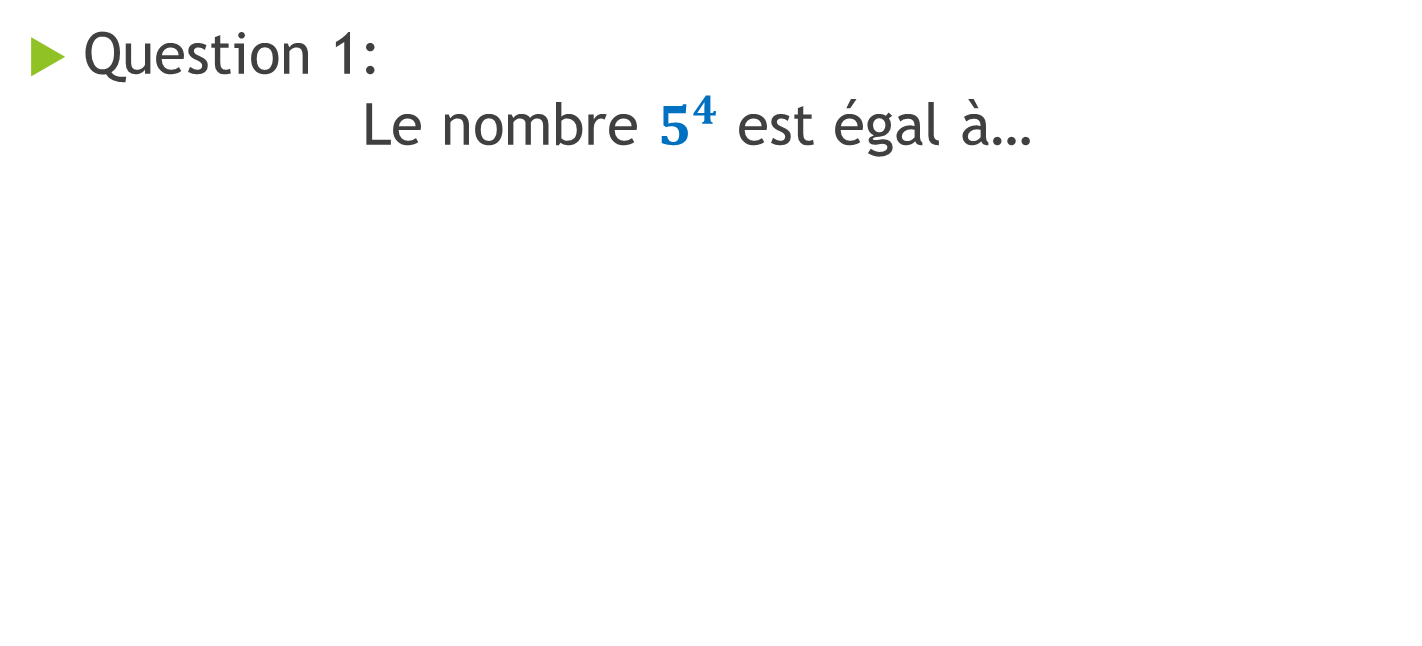 Question 1:
Le nombre 5⁴ est égal à…